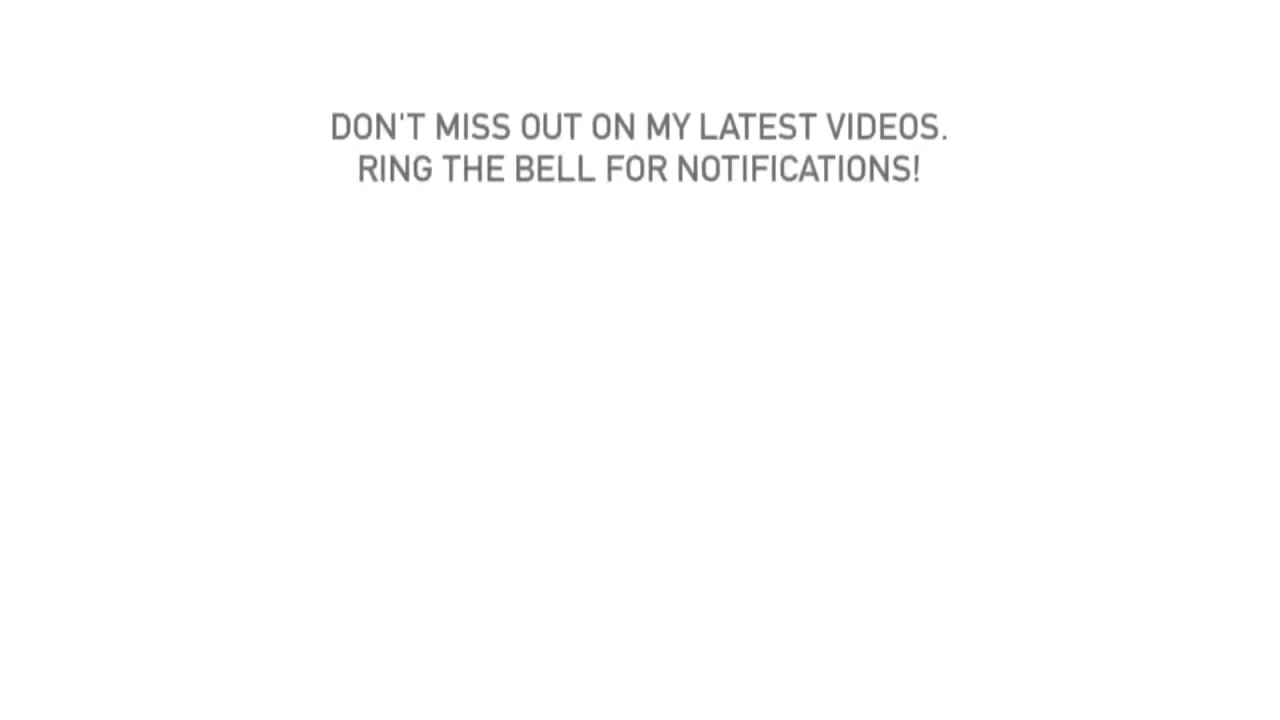 DON'T MISS OUT ON MY LATEST VIDEOS.
RING THE BELL FOR NOTIFICATIONS!